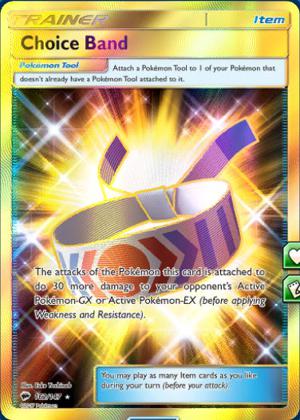 TRAINER
Item
Choice Band
Pokémon Tool
Attach a Pokémon Tool to 1 of your Pokémon that
doesn't already have a Pokémon Tool attached to it.
The attacks of the Pokémon this card is attached to
do 30 more damage to your opponent's Active
Pokémon-GX or Active Pokémon-EX (before applying
Weakness and Resistance).
You may play as many Item cards as you like
during your turn (before your attack).